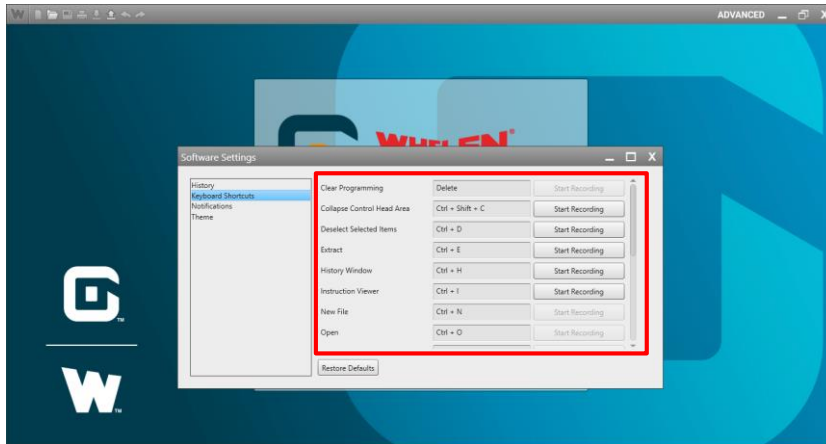 W ADVANCED X
WHELEN®
Software Settings X
History
Keyboard Shortcuts
Notifications
Theme
Clear Programming Delete Start Recording
Collapse Control Head Area Ctrl + Shift + C Start Recording
Deselect Selected Items Ctrl + D Start Recording
Extract Ctrl + E Start Recording
History Window Ctrl + H Start Recording
Instruction Viewer Ctrl + I Start Recording
New File Ctrl + N Start Recording
Open Ctrl + O Start Recording
Restore Defaults
TM
W TM